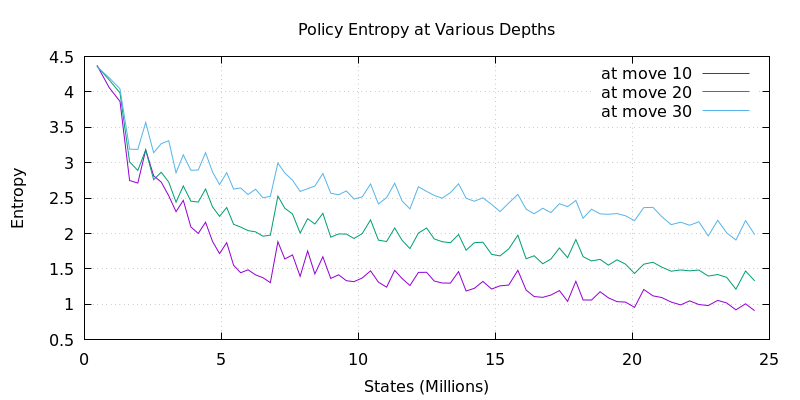 Policy Entropy at Various Depths
at move 10
at move 20
at move 30
4.5
4
3.5
3
2.5
2
1.5
1
0.5
Entropy
0 5 10 15 20 25
States (Millions)